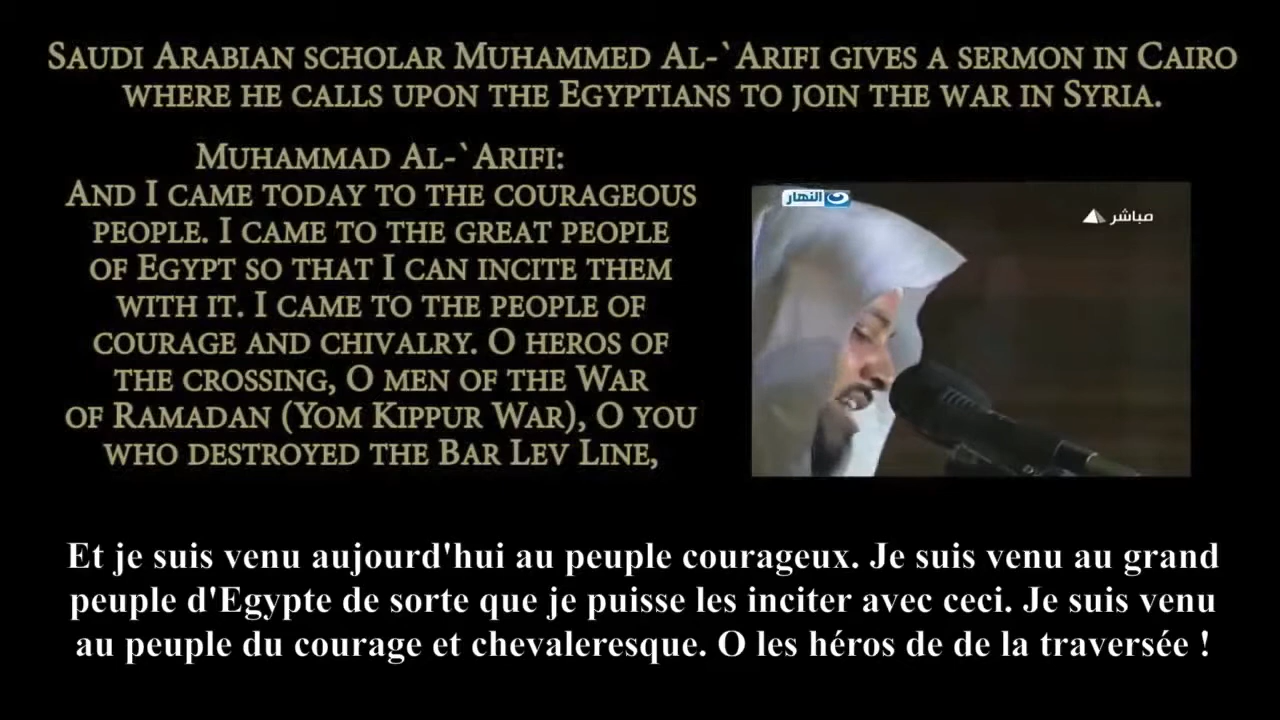 Saudi Arabian scholar Muhammed Al-`Arifi gives a sermon in Cairo
where he calls upon the Egyptians to join the war in Syria.
Muhammad Al-`Arifi:
And I came today to the courageous
people. I came to the great people
of Egypt so that I can incite them
with it. I came to the people of
courage and chivalry. O heros of
the crossing, O men of the War
of Ramadan (Yom Kippur War), O you
who destroyed the Bar Lev Line,
النهار
مباشر
Et je suis venu aujourd'hui au peuple courageux. Je suis venu au grand
peuple d'Egypte de sorte que je puisse les inciter avec ceci. Je suis venu
au peuple du courage et chevaleresque. O les héros de de la traversée !